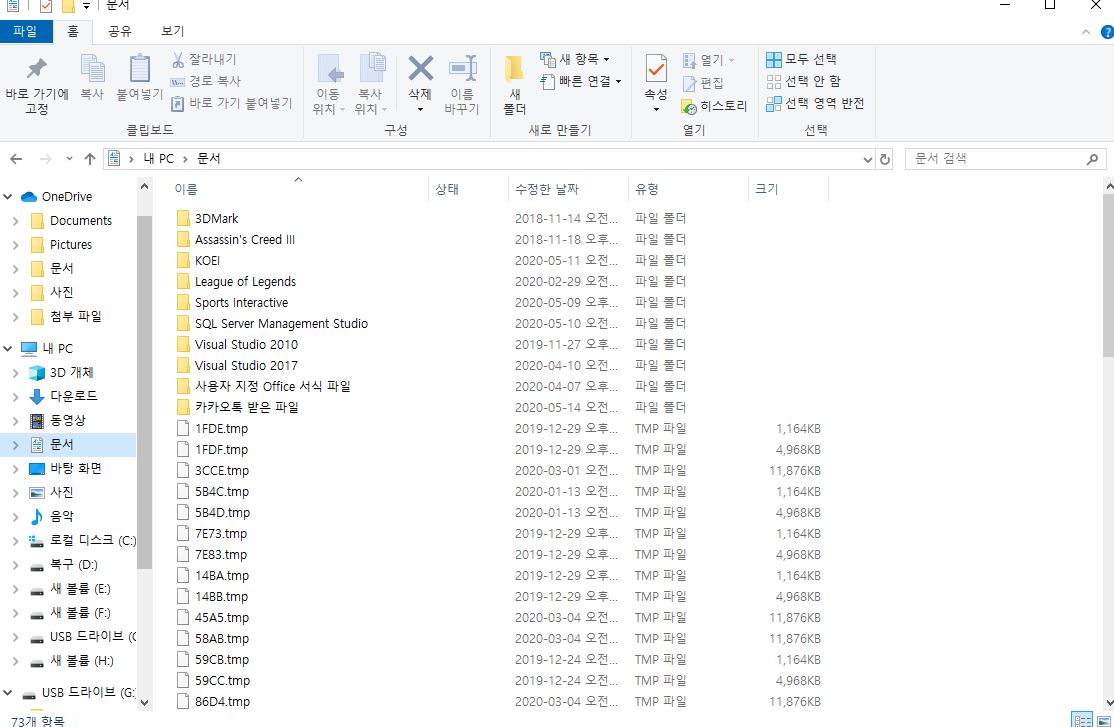 문서
파일 홈 공유 보기
바로 가기에 고정
복사
붙여넣기
잘라내기
경로 복사
바로 가기 붙여넣기
클립보드
이동 위치
복사 위치
삭제
이름 바꾸기
구성
새 폴더
새 항목
빠른 연결
새로 만들기
속성
열기
편집
히스토리
열기
모두 선택
선택 안 함
선택 영역 반전
선택
내 PC 문서
문서 검색
OneDrive
Documents
Pictures
문서
사진
첨부 파일
내 PC
3D 개체
다운로드
동영상
문서
바탕 화면
사진
음악
로컬 디스크 (C:)
복구 (D:)
새 볼륨 (E:)
새 볼륨 (F:)
USB 드라이브 (G
새 볼륨 (H:)
USB 드라이브 (G:
이름 상태 수정한 날짜 유형 크기
3DMark 2018-11-14 오전... 파일 폴더
Assassin's Creed III 2018-11-18 오후... 파일 폴더
KOEI 2020-05-11 오전... 파일 폴더
League of Legends 2020-02-29 오전... 파일 폴더
Sports Interactive 2020-05-09 오후... 파일 폴더
SQL Server Management Studio 2020-05-10 오전... 파일 폴더
Visual Studio 2010 2019-11-27 오후... 파일 폴더
Visual Studio 2017 2020-04-10 오전... 파일 폴더
사용자 지정 Office 서식 파일 2020-04-07 오후... 파일 폴더
카카오톡 받은 파일 2020-05-14 오전... 파일 폴더
1FDE.tmp 2019-12-29 오후... TMP 파일 1,164KB
1FDF.tmp 2019-12-29 오후... TMP 파일 4,968KB
3CCE.tmp 2020-03-01 오전... TMP 파일 11,876KB
5B4C.tmp 2020-01-13 오전... TMP 파일 1,164KB
5B4D.tmp 2020-01-13 오전... TMP 파일 4,968KB
7E73.tmp 2019-12-29 오후... TMP 파일 1,164KB
7E83.tmp 2019-12-29 오후... TMP 파일 4,968KB
14BA.tmp 2019-12-29 오후... TMP 파일 1,164KB
14BB.tmp 2019-12-29 오후... TMP 파일 4,968KB
45A5.tmp 2020-03-04 오전... TMP 파일 11,876KB
58AB.tmp 2020-03-04 오전... TMP 파일 11,876KB
59CB.tmp 2019-12-24 오전... TMP 파일 1,164KB
59CC.tmp 2019-12-24 오전... TMP 파일 4,968KB
86D4.tmp 2020-03-04 오전... TMP 파일 11,876KB
73개 항목